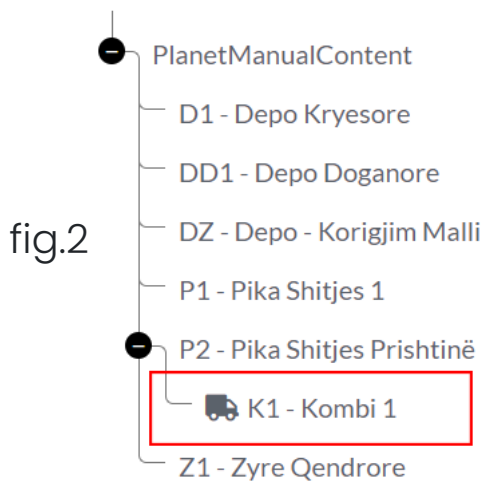 PlanetManualContent
D1 - Depo Kryesore
DD1 - Depo Doganore
fig.2
DZ - Depo - Korigjim Malli
P1 - Pika Shitjes 1
P2 - Pika Shitjes Prishtinë
K1 - Kombi 1
Z1 - Zyre Qendrore